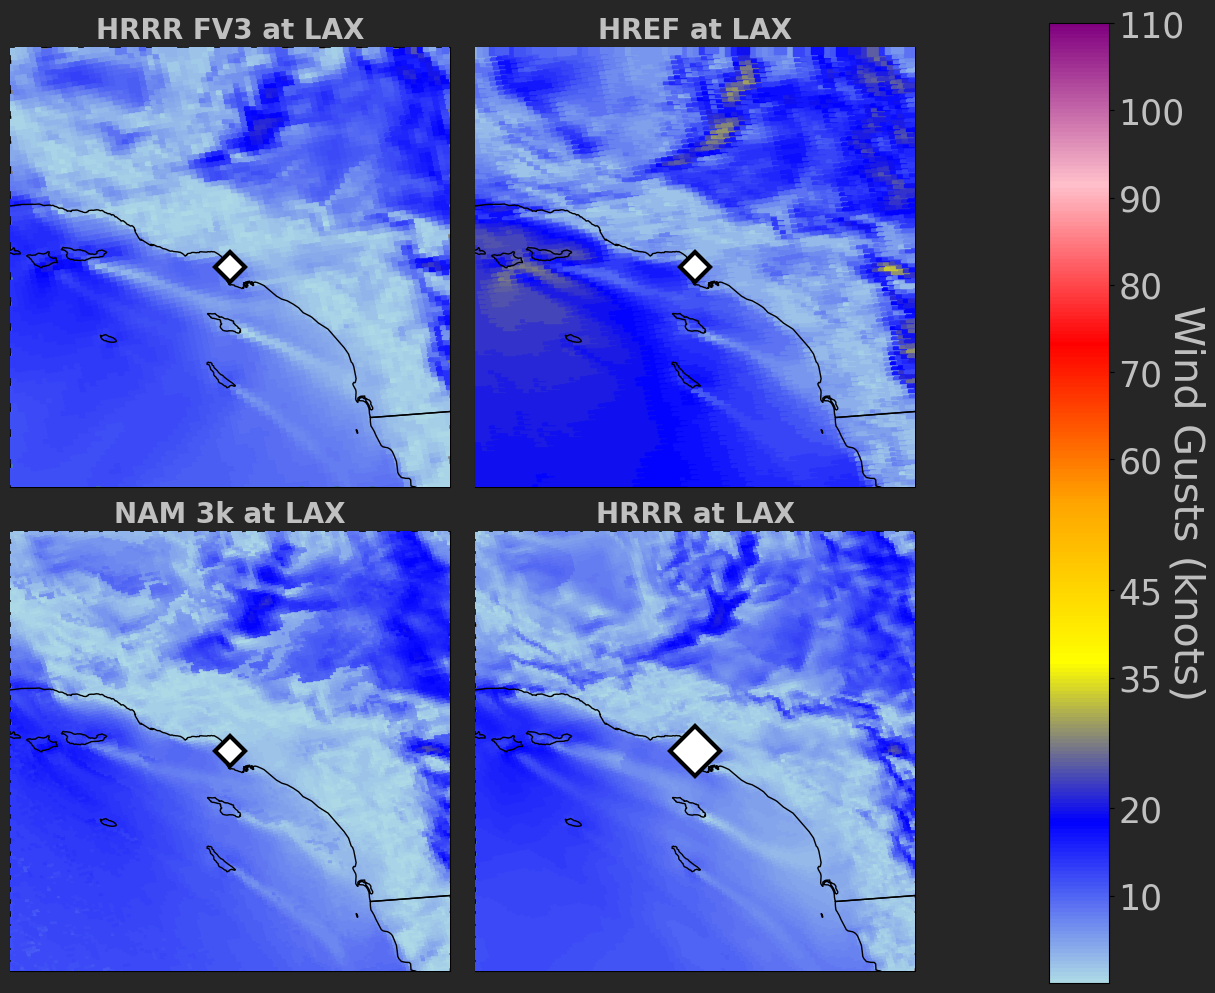 HRRR FV3 at LAX
HREF at LAX
NAM 3k at LAX
HRRR at LAX
110
100
90
80
70
60
45
35
20
10
Wind Gusts (knots)